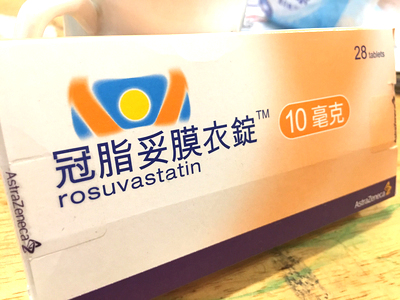 28 tablets
冠脂妥膜衣錠™
10毫克
rosuvastatin
AstraZeneca
AstraZeneca